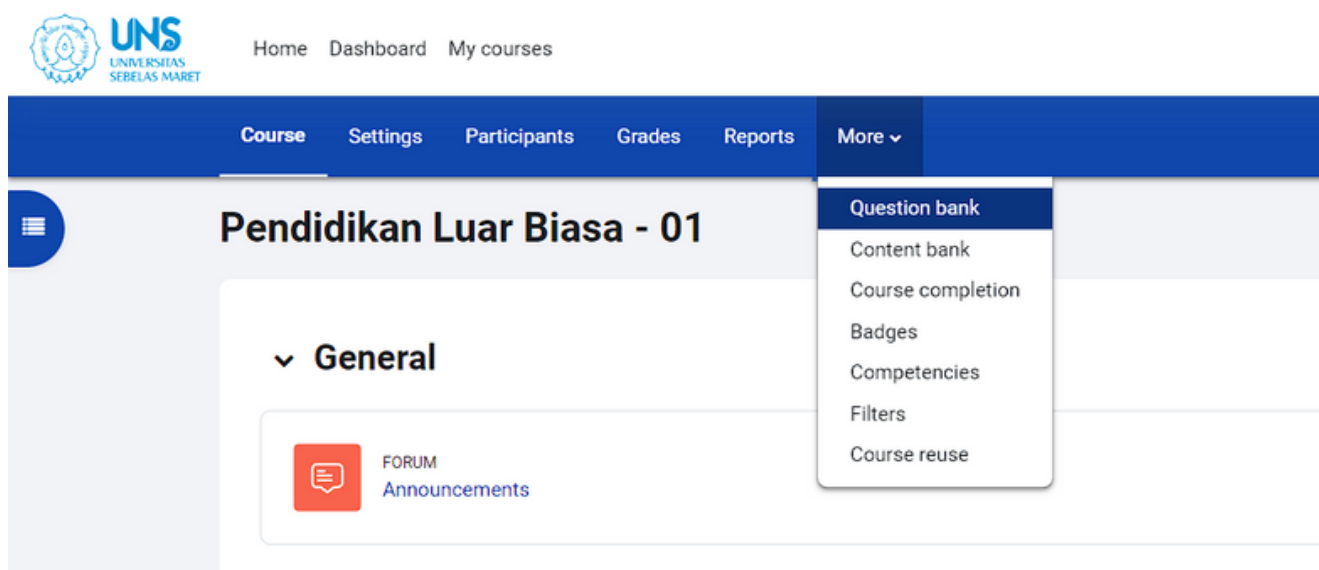 UNS
UNIVERSITAS
SEBELAS MARET
Home Dashboard My courses
Course Settings Participants Grades Reports More
Question bank
Content bank
Course completion
Badges
Competencies
Filters
Course reuse
Pendidikan Luar Biasa - 01
General
FORUM
Announcements